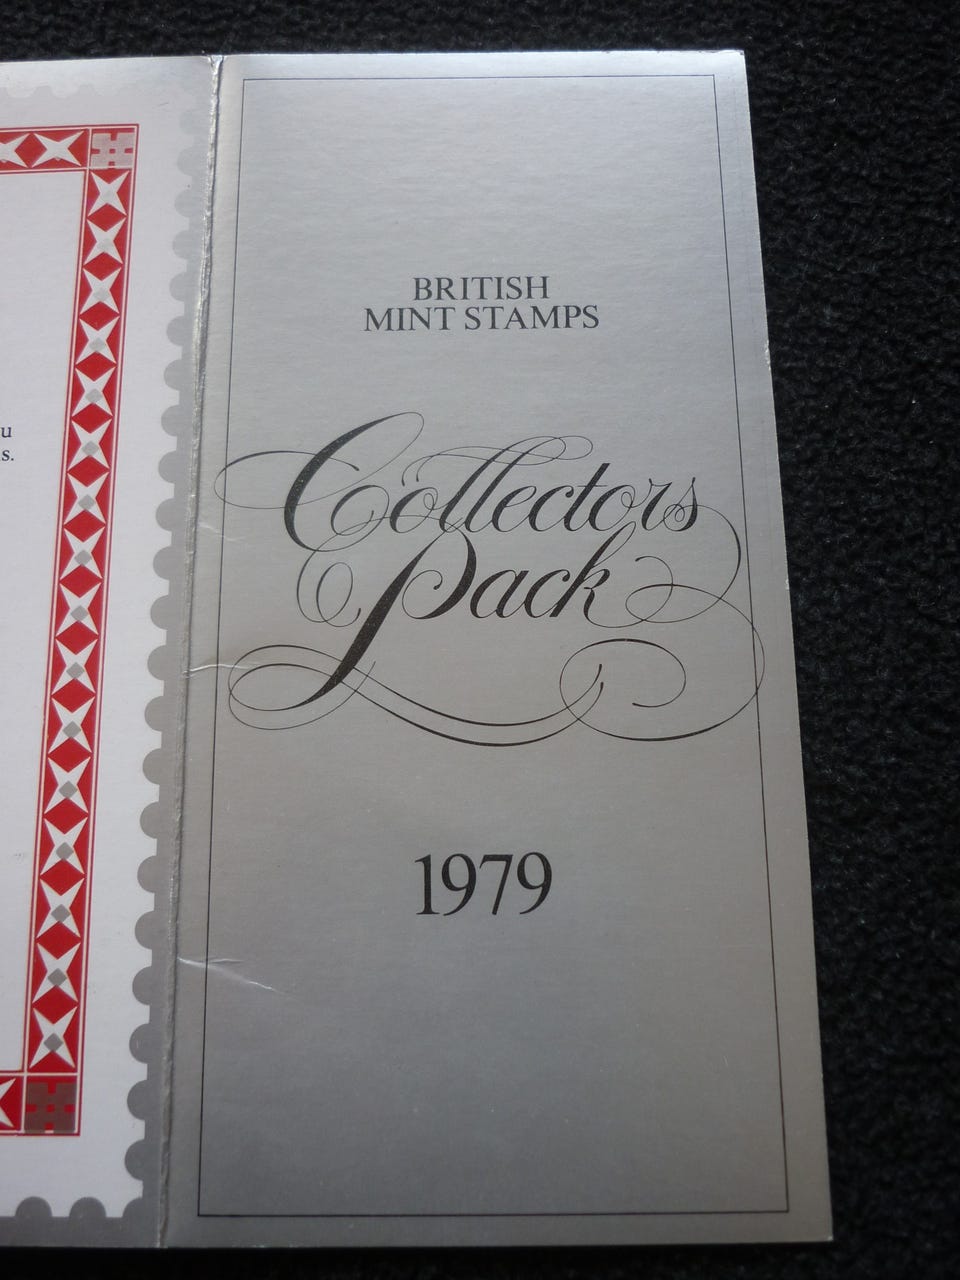 BRITISH
MINT STAMPS
Collectors
Pack
1979